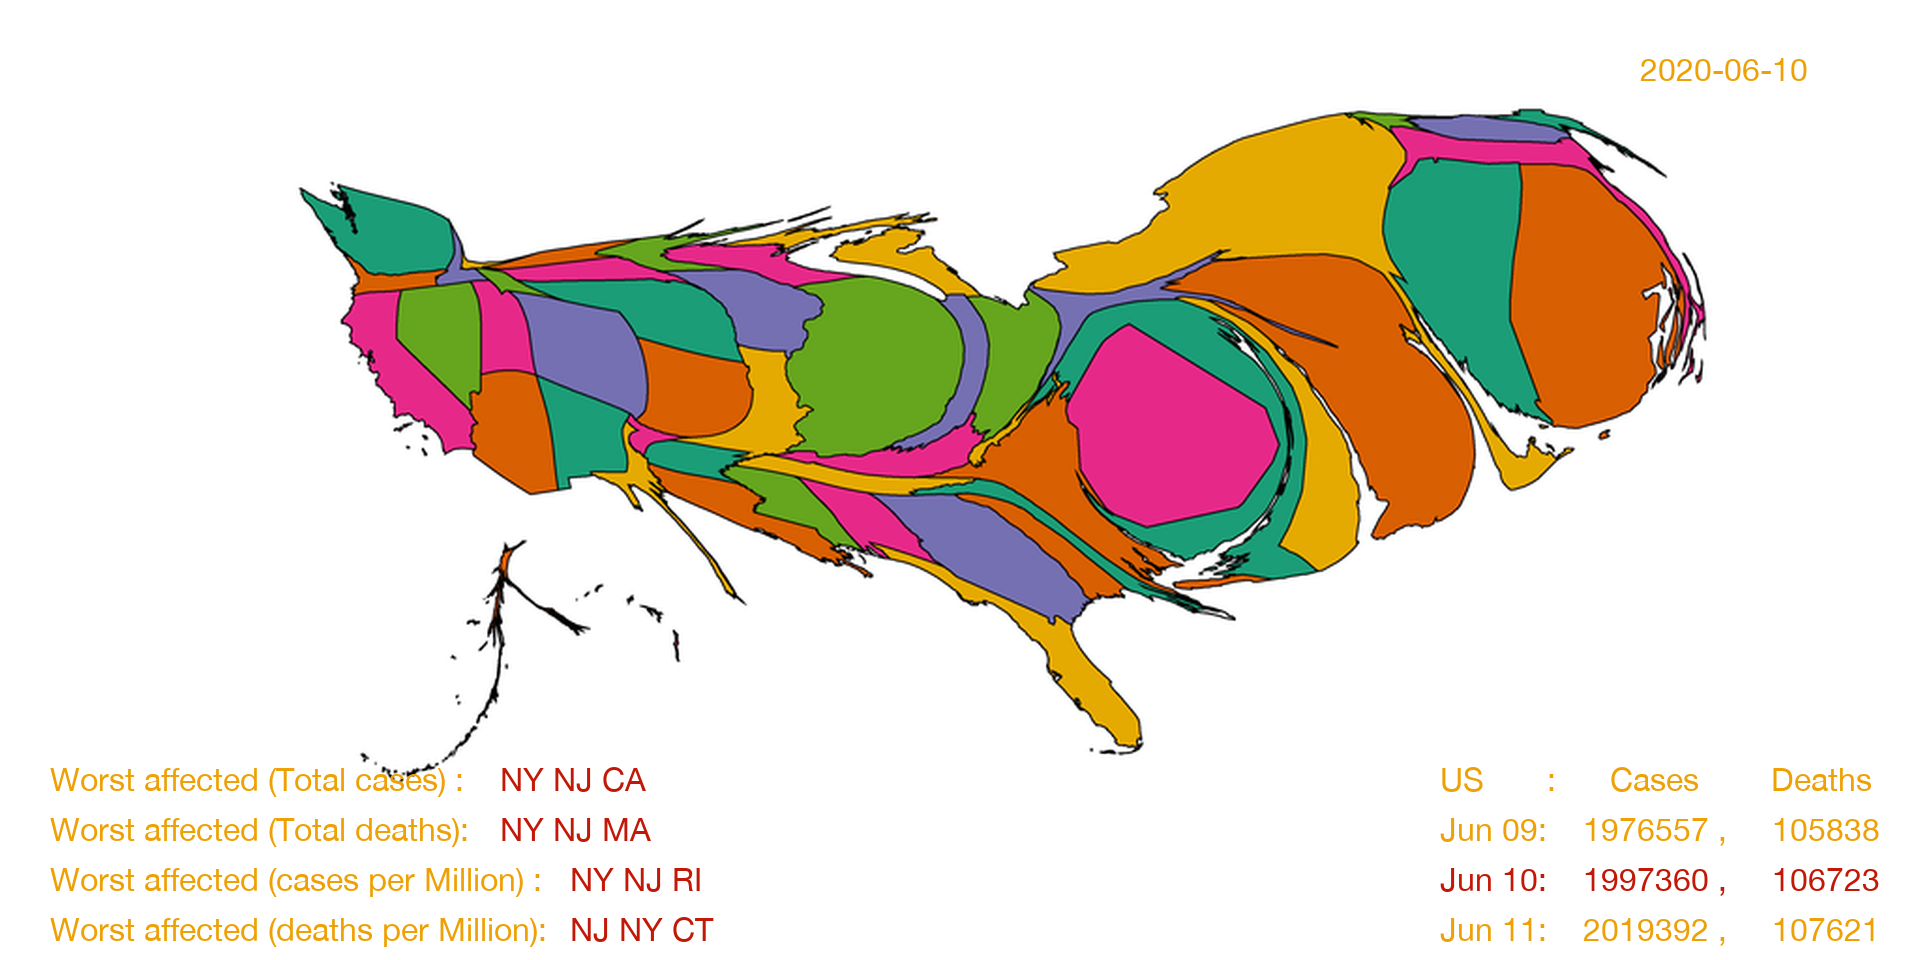 2020-06-10
Worst affected (Total cases) : NY NJ CA
Worst affected (Total deaths): NY NJ MA
Worst affected (cases per Million) : NY NJ RI
Worst affected (deaths per Million): NJ NY CT
US : Cases Deaths
Jun 09: 1976557 , 105838
Jun 10: 1997360 , 106723
Jun 11: 2019392 , 107621